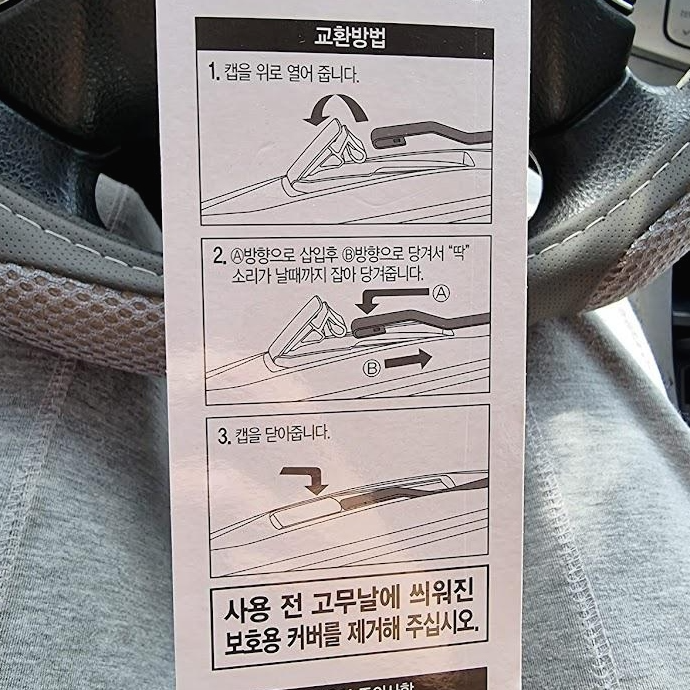 교환방법
1. 캡을 위로 열어 줍니다.
2. Ⓐ방향으로 삽입후 Ⓑ방향으로 당겨서 “딱”
소리가 날때까지 잡아 당겨줍니다.
Ⓐ
Ⓑ
3. 캡을 닫아줍니다.
사용 전 고무날에 씌워진
보호용 커버를 제거해 주십시오.